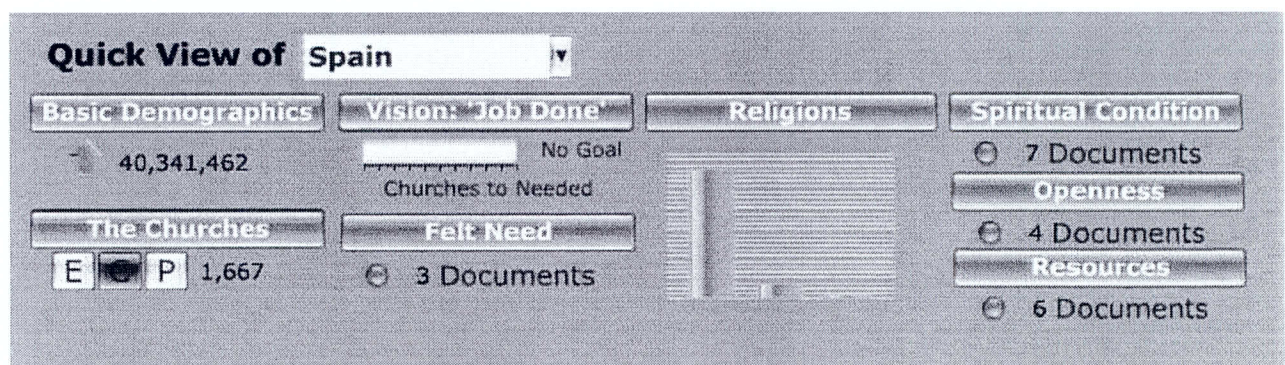 Quick View of Spain
Basic Demographics
40,341,462
The Churches
E C P 1,667
Vision: 'Job Done'
No Goal
Churches to Needed
Felt Need
3 Documents
Religions
Spiritual Condition
7 Documents
Openness
4 Documents
Resources
6 Documents